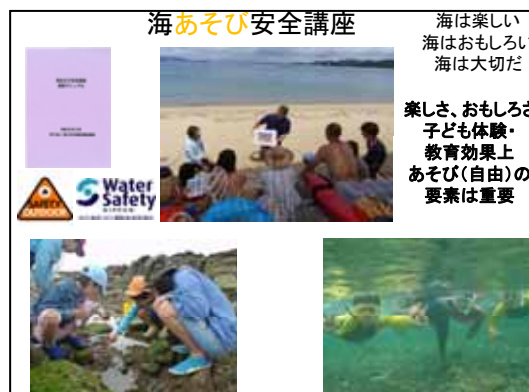 海あそび安全講座
海は楽しい
海はおもしろい
海は大切だ
楽しさ、おもしろさ
子ども体験・
教育効果上
あそび(自由)の
要素は重要
SAFETY
OUTDOOR
Water
Safety